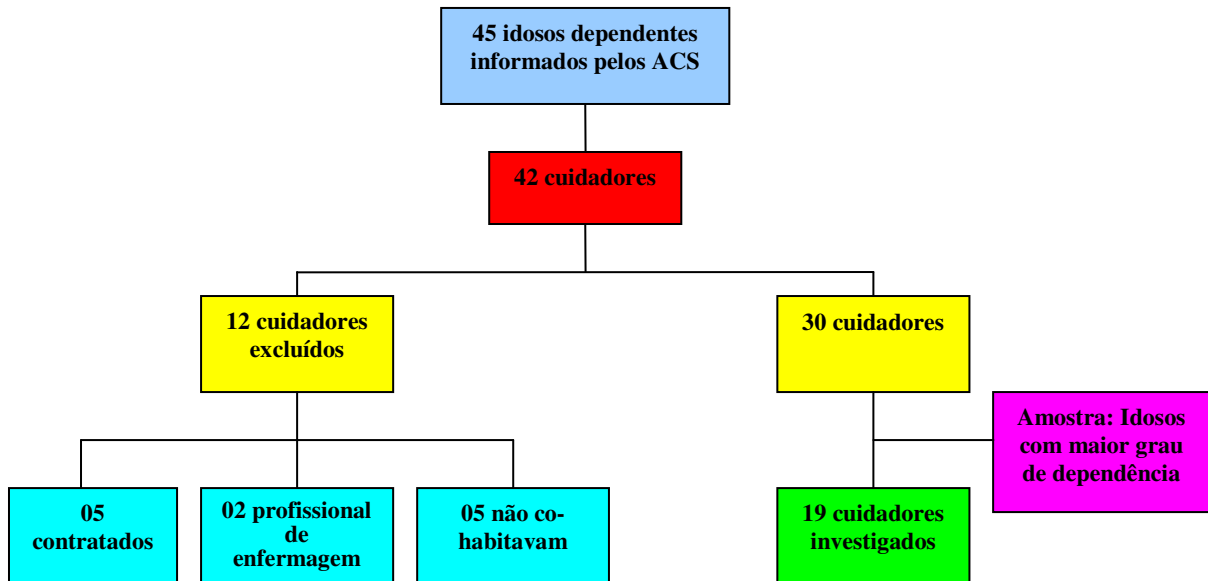 45 idosos dependentes
informados pelos ACS
42 cuidadores
12 cuidadores
excluídos
30 cuidadores
Amostra: Idosos
com maior grau
de dependência
05
contratados
02 profissional
de
enfermagem
05 não co-
habitavam
19 cuidadores
investigados